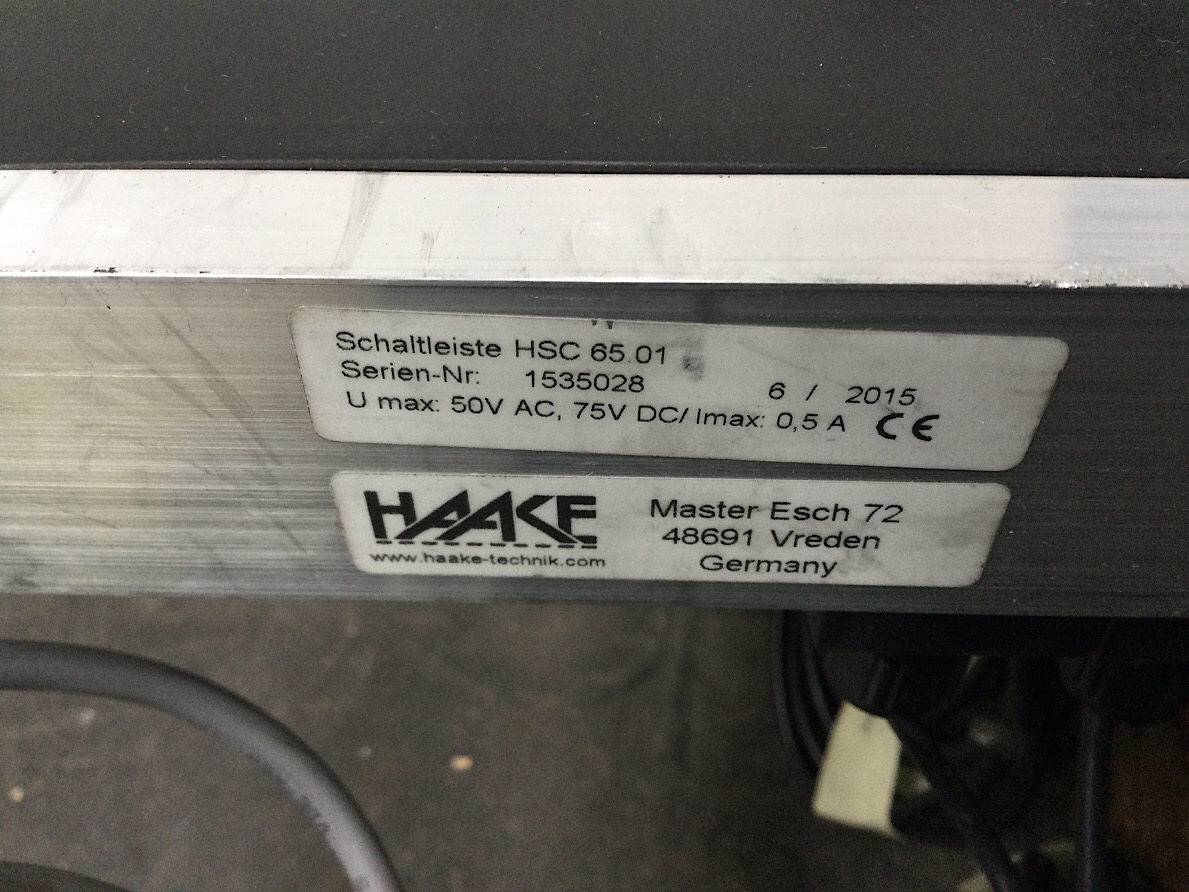 Schaltleiste HSC 65.01
Serien-Nr: 1535028 6 / 2015
U max: 50V AC, 75V DC/ Imax: 0,5 A CE
HAAKE
www.haake-technik.com
Master Esch 72
48691 Vreden
Germany